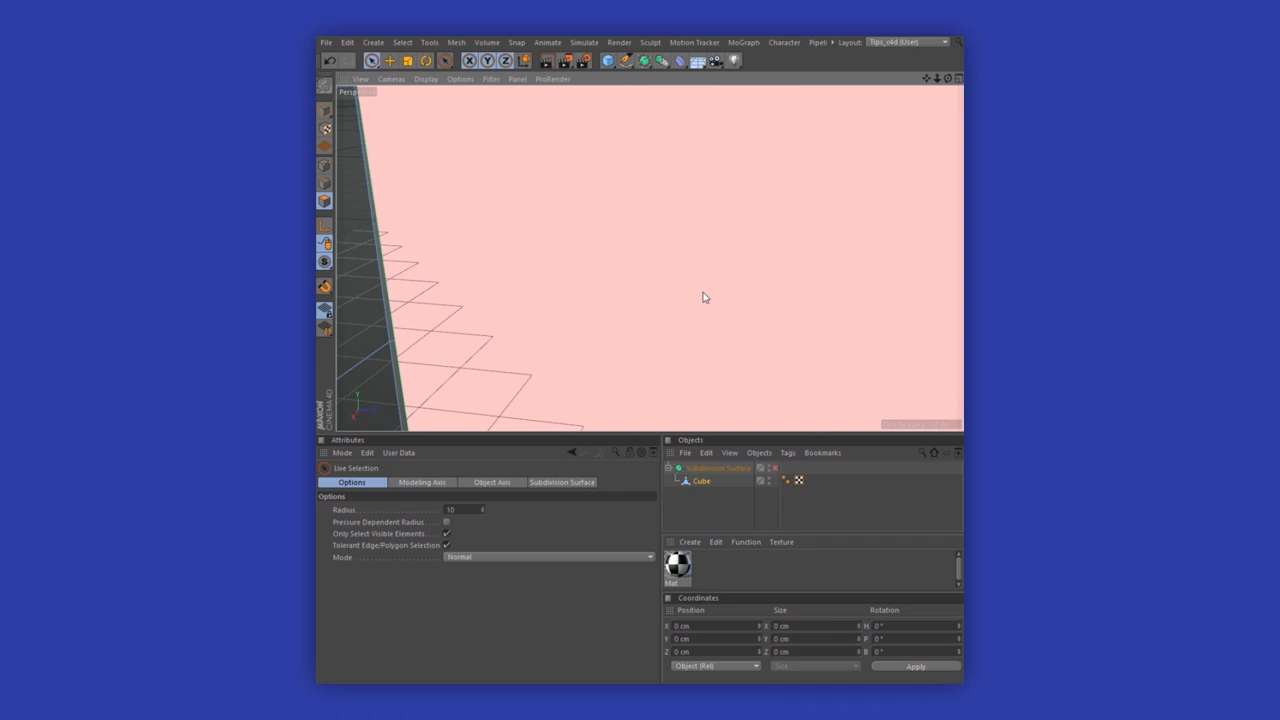 File Edit Create Select Tools Mesh Volume Snap Animate Simulate Render Sculpt Motion Tracker MoGraph Character Pipeli Layout: Tips_c4d (User)
X Y Z
View Cameras Display Options Filter Panel ProRender
Y
X
MAXON
CINEMA 4D
Attributes
Mode Edit User Data
Live Selection
Options Modeling Axis Object Axis Subdivision Surface
Options
Radius 10
Pressure Dependent Radius
Only Select Visible Elements
Tolerant Edge/Polygon Selection
Mode Normal
Objects
File Edit View Objects Tags Bookmarks
Subdivision Surface
Cube
Create Edit Function Texture
Mat
Coordinates
Position Size Rotation
X 0 cm X 0 cm H 0 °
Y 0 cm Y 0 cm P 0 °
Z 0 cm Z 0 cm B 0 °
Object (Rel) Size Apply